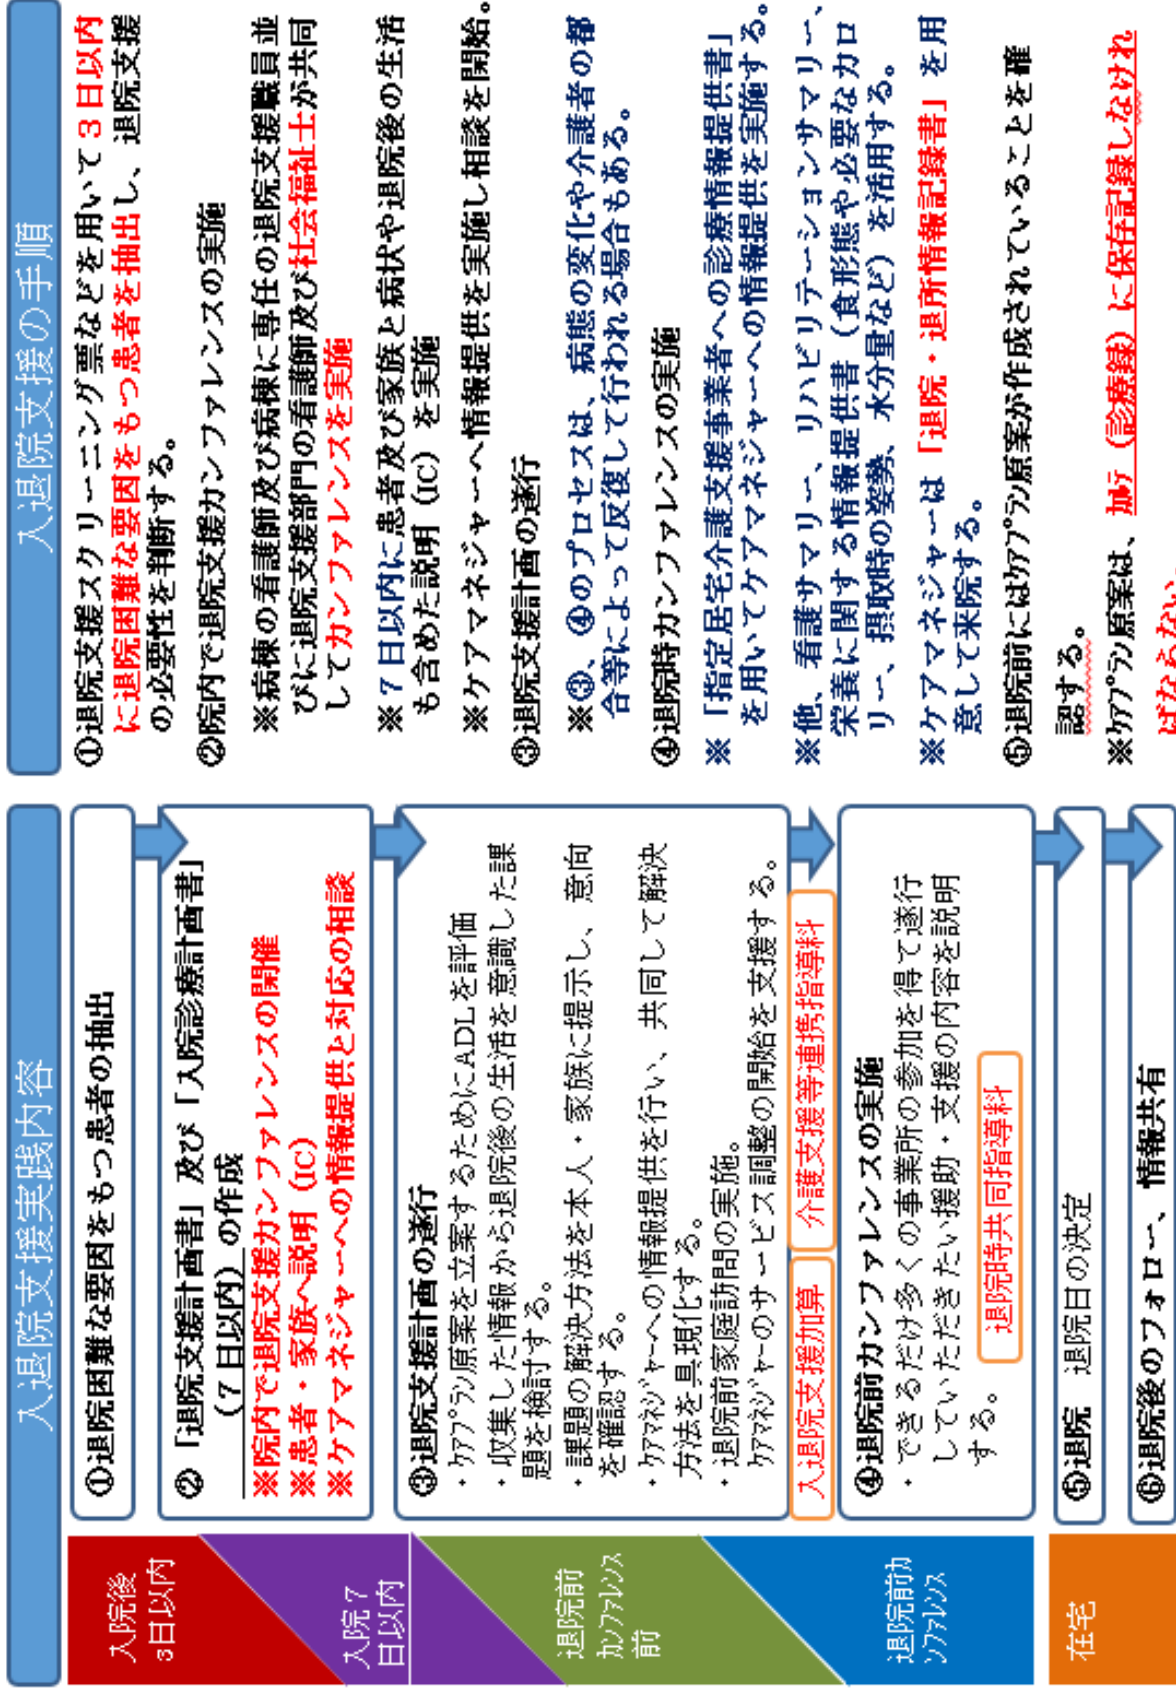 入退院支援実践内容
入院後
3日以内
①退院困難な要因をもつ患者の抽出
入院7
日以内
②「退院支援計画書」及び「入院診療計画書」
(7日以内)の作成
※院内で退院支援カンファレンスの開催
※患者・家族へ説明(IC)
※ケアマネジャーへの情報提供と対応の相談
退院前
カンファレンス
前
③退院支援計画の遂行
・ケアプラン原案を立案するためにADLを評価
・収集した情報から退院後の生活を意識した課
題を検討する。
・課題の解決方法を本人・家族に提示し、意向
を確認する。
・ケアマネジャーへの情報提供を行い、共同して解決
方法を具現化する。
・退院前家庭訪問の実施。
ケアマネジャーのサービス調整の開始を支援する。
入退院支援加算
介護支援等連携指導料
退院前カ
ンファレンス
④退院前カンファレンスの実施
・できるだけ多くの事業所の参加を得て遂行
していただきたい援助・支援の内容を説明
する。
退院時共同指導料
在宅
⑤退院 退院日の決定
⑥退院後のフォロー、情報共有
入退院支援の手順
①退院支援スクリーニング票などを用いて3日以内
に退院困難な要因をもつ患者を抽出し、退院支援
の必要性を判断する。
②院内で退院支援カンファレンスの実施
※病棟の看護師及び病棟に専任の退院支援職員並
びに退院支援部門の看護師及び社会福祉士が共同
してカンファレンスを実施
※7日以内に患者及び家族と病状や退院後の生活
も含めた説明(IC)を実施
※ケアマネジャーへ情報提供を実施し相談を開始。
③退院支援計画の遂行
※③、④のプロセスは、病態の変化や介護者の都
合等によって反復して行われる場合もある。
④退院時カンファレンスの実施
※「指定居宅介護支援事業者への診療情報提供書」
を用いてケアマネジャーへの情報提供を実施する。
※他、看護サマリー、リハビリテーションサマリー、
栄養に関する情報提供書(食形態や必要なカロ
リー、摂取時の姿勢、水分量など)を活用する。
※ケアマネジャーは「退院・退所情報記録書」を用
意して来院する。
⑤退院前にはケアプラン原案が作成されていることを確
認する。
※ケアプラン原案は、カルテ(診療録)に保存記録しなけれ
ばならない。